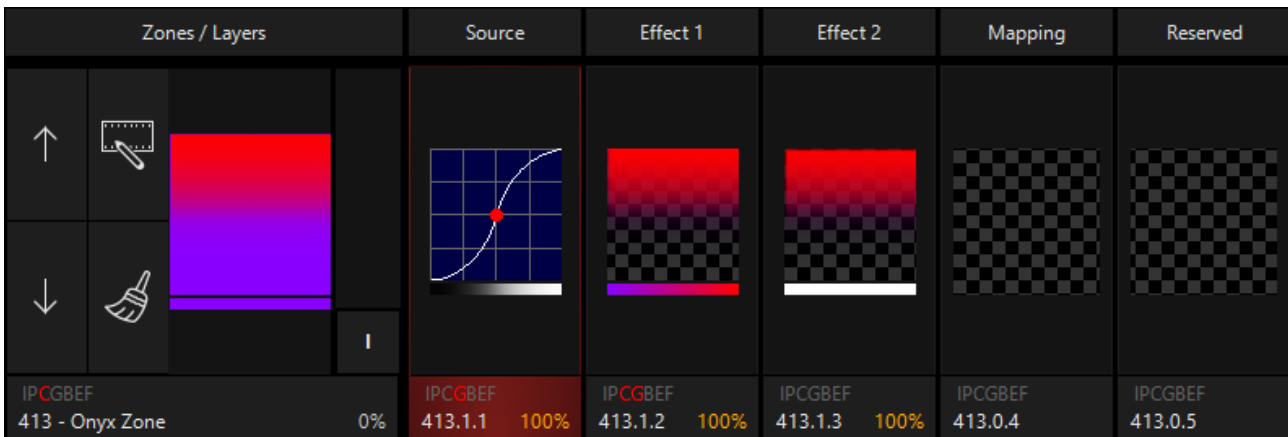 Zones / Layers Source Effect 1 Effect 2 Mapping Reserved
I
IPCGBEF IPCGBEF IPCGBEF IPCGBEF IPCGBEF IPCGBEF
413 - Onyx Zone 0% 413.1.1 100% 413.1.2 100% 413.1.3 100% 413.0.4 413.0.5